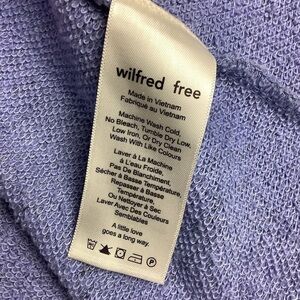 wilfred free
Made in Vietnam
Fabriqué au Vietnam
Machine Wash Cold,
No Bleach, Tumble Dry Low,
Low Iron, Or Dry Clean
Wash With Like Colours
Laver à La Machine
à L'eau Froide,
Pas De Blanchiment,
Sécher à Basse Température,
Repasser à Basse
Température,
Ou Nettoyer à Sec
Laver Avec Des Couleurs
Semblables
A little love
goes a long way.
P